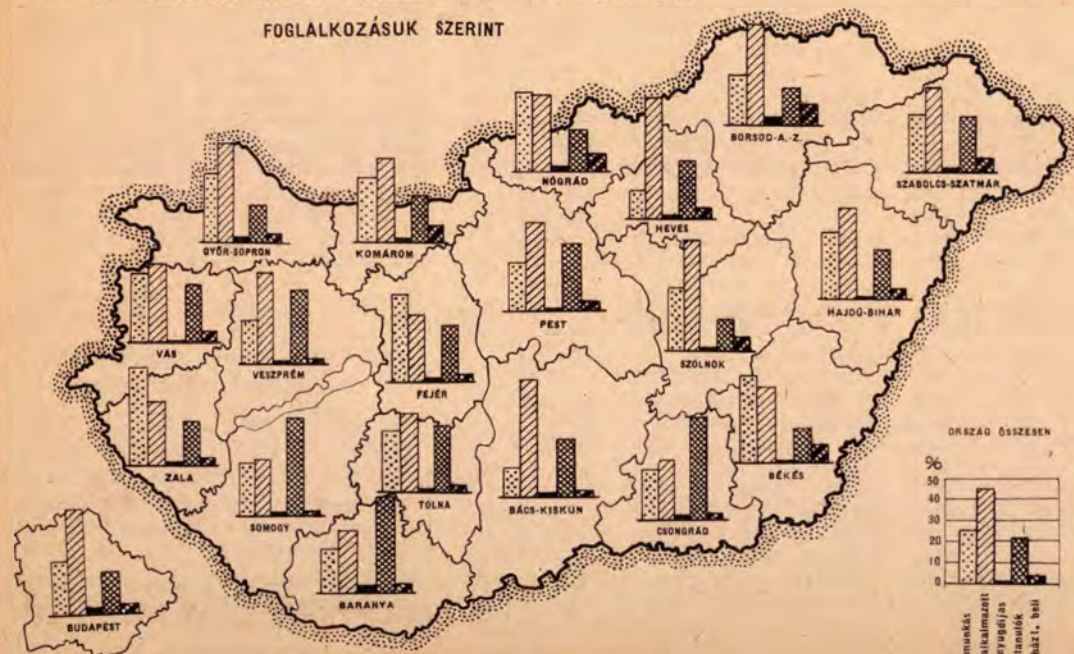 FOGLALKOZÁSUK SZERINT
BORSOD-A.-Z.
NÓGRÁD
SZABOLCS-SZATMÁR
HEVES
GYŐR-SOPRON
KOMÁROM
HAJDÚ-BIHAR
PEST
VAS
VESZPRÉM
SZOLNOK
FEJÉR
ZALA
BÉKÉS
TOLNA
BÁCS-KISKUN
SOMOGY
CSONGRÁD
BARANYA
BUDAPEST
ORSZÁG ÖSSZESEN
%
50
40
30
20
10
0
munkás
alkalmazott
nyugdíjas
tanulók
házt. beli